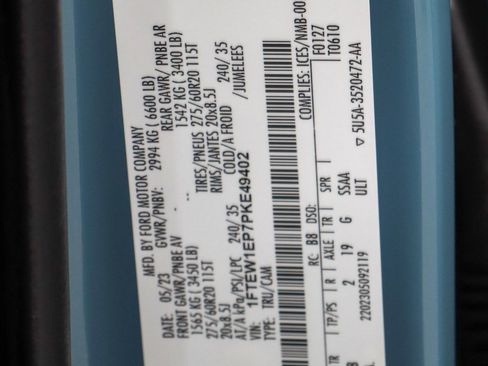 MFD. BY FORD MOTOR COMPANY
DATE: 05/23 GVWR/PNBV: 2994 KG ( 6600 LB)
FRONT GAWR/PNBE AV REAR GAWR/ PNBE AR
1565 KG ( 3450 LB) 1542 KG ( 3400 LB)
275/60R20 115T TIRES/PNEUS 275/60R20 115T
20x8.5J RIMS/JANTES 20x8.5J
AT/A kPa/PSI/LPC 240/ 35 COLD/A FROID 240/ 35
VIN: 1FTEW1EP7PKE49402 /JUMELEES
TYPE: TRU/CAM
COMPLIES: ICES/NMB-00
RC: B8 DSO: F0127
TR TP/PS R AXLE TR SPR T0610
2 19 G SSAA
2202305092119 ULT ▽ 5U5A-3520472-AA